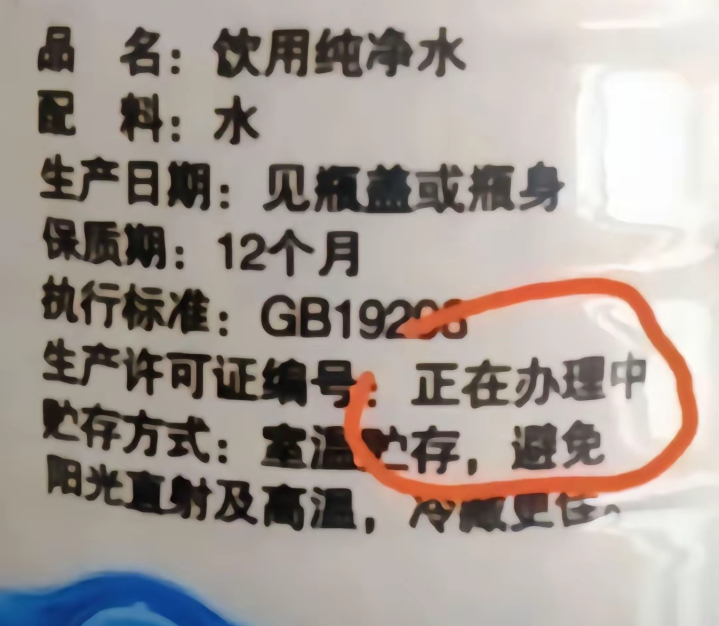 品 名：饮用纯净水
配 料：水
生产日期：见瓶盖或瓶身
保质期：12个月
执行标准：GB19298
生产许可证编号：正在办理中
贮存方式：室温贮存，避免
阳光直射及高温，冷藏更佳。